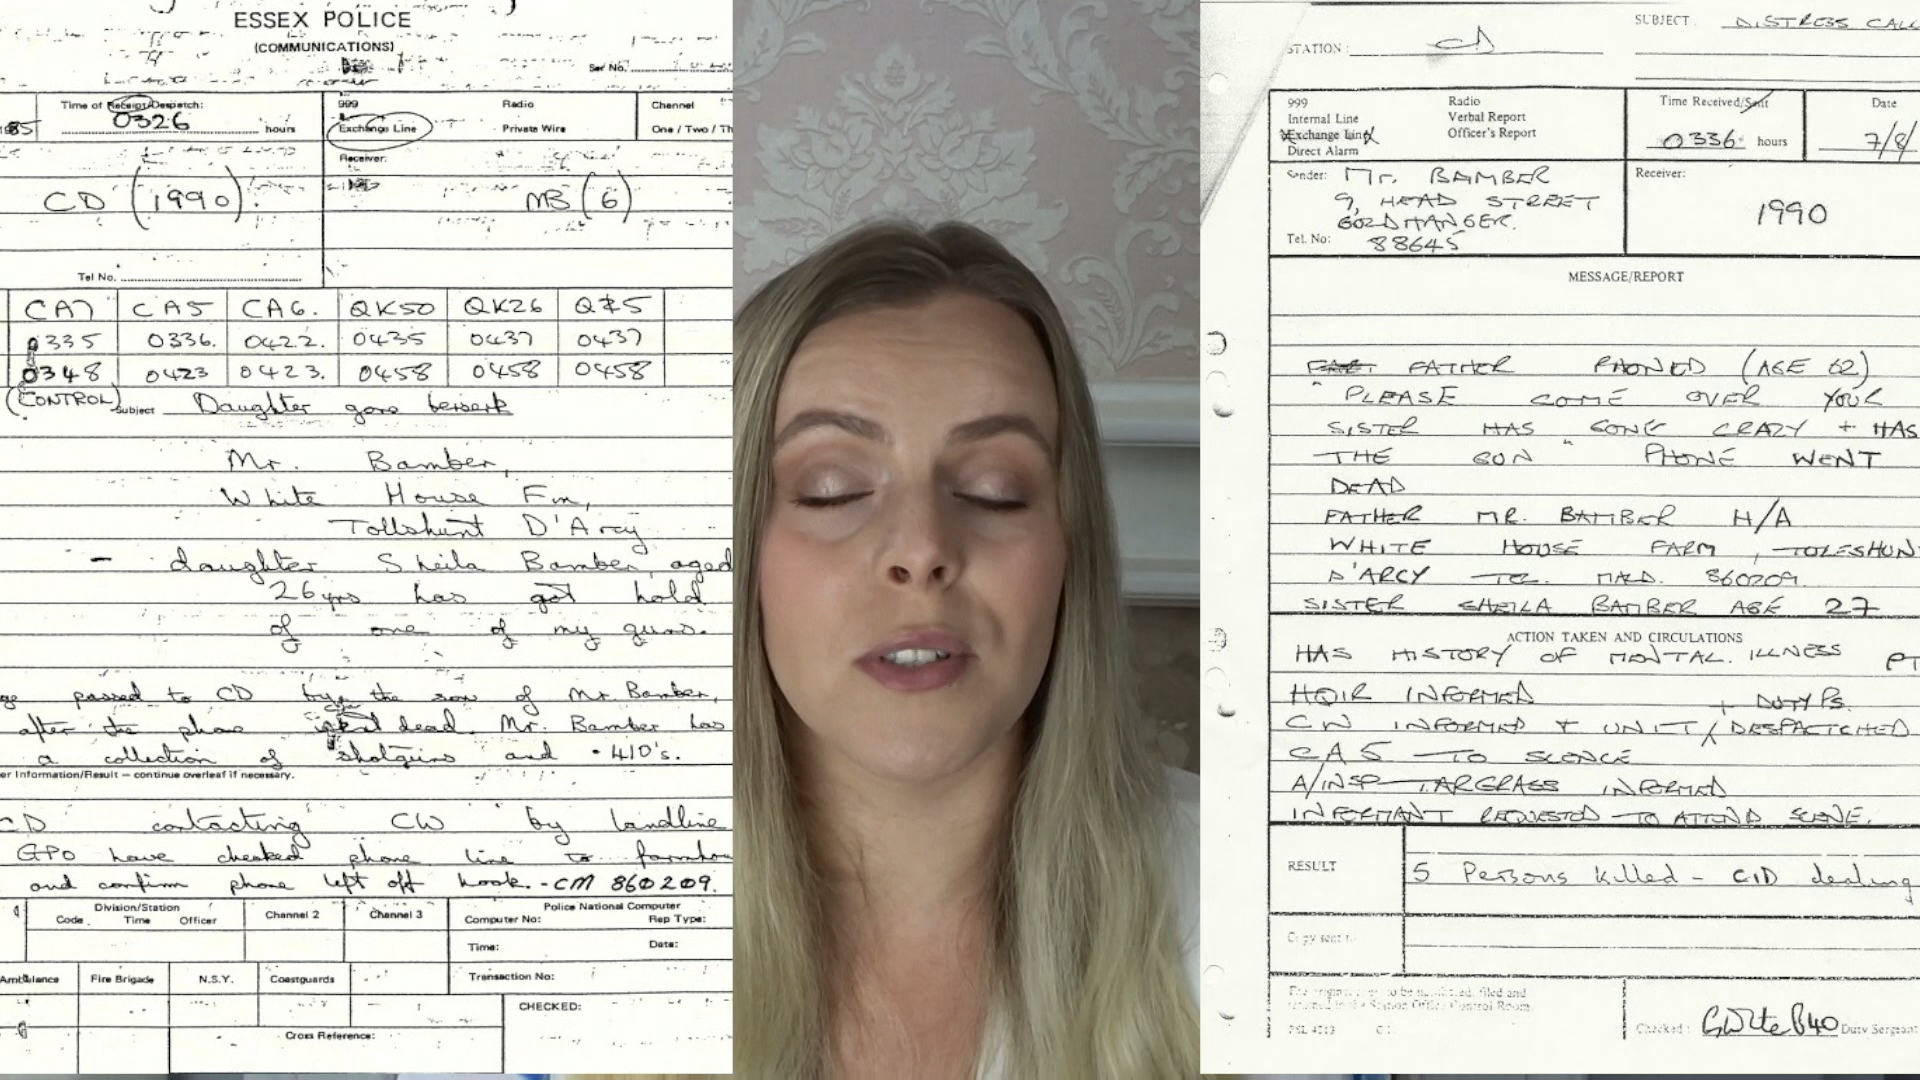 ESSEX POLICE
(COMMUNICATIONS)
Ser No.
85
Time of Receipt/Despatch:
0326 hours
999 Radio
Exchange Line Private Wire
Channel
One / Two / Th
Receiver:
CD (1990).
MB (6)
Tel No.
CA7 CA5 CA6. QK50 QK26
0335 0336. 0422. 0435 0437 0437
0348 0423 0423. 0458 0458 0458
(CONTROL)
Subject Daughter gone berserk
Mr. Bamber,
White House Fm,
Tollshunt D'Arcy
- daughter Sheila Bamber, aged
26yrs has got hold
of one of my guns.
passed to CD by the son of Mr. Bamber,
after the phone went dead. Mr. Bamber has
a collection of shotguns and .410's.
er Information/Result – continue overleaf if necessary.
CD contacting CW by landline
GPO have checked phone line to farmhou
and confirm phone left off hook. - CM 860209.
Division/Station
Code Time Officer
Channel 2
Channel 3
Police National Computer
Computer No: Rep Type:
Time: Date:
Transaction No:
Ambulance Fire Brigade N.S.Y. Coastguards
CHECKED:
Cross Reference:
STATION: CD
SUBJECT. DISTRESS CALL
999 Radio
Internal Line Verbal Report
Exchange Line Officer's Report
Direct Alarm
Time Received/Sent
0336 hours
Date
7/8/
Sender: Mr. BAMBER
9, HEAD STREET
GOLDHANGER.
Tel. No: 88645
Receiver:
1990
MESSAGE/REPORT
FATHER PHONED (AGE 62)
"PLEASE COME OVER YOUR
SISTER HAS GONE CRAZY + HAS
THE GUN" PHONE WENT
DEAD
FATHER MR. BAMBER H/A
WHITE HOUSE FARM, TOLESHUN
D'ARCY TEL. MALD. 860209.
SISTER SHEILA BAMBER AGE 27
ACTION TAKEN AND CIRCULATIONS
HAS HISTORY OF MENTAL. ILLNESS PT
HQIR INFORMED
+ DUTY PS.
CW INFORMED + UNIT / DESPATCHED
CA5 TO SCENCE
A/INSP INFORMED
INFORMANT REQUESTED TO ATTEND SCENE.
RESULT
5 Persons killed - CID dealing
Copy sent to
Checked: Duty Sergeant